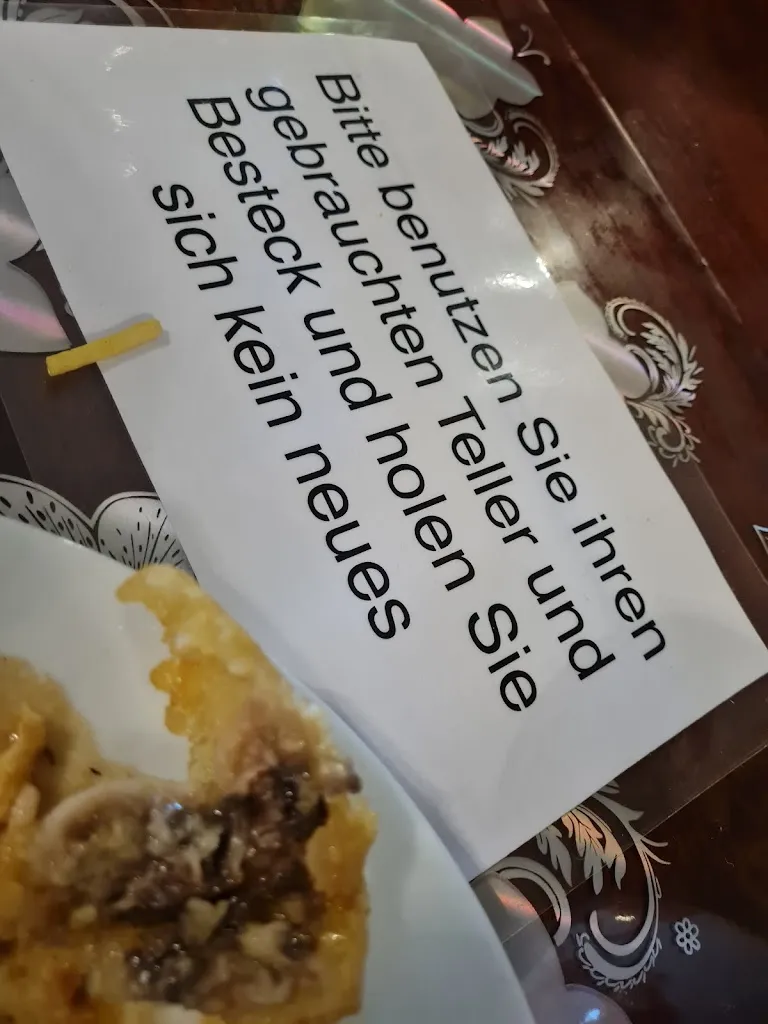 Bitte benutzen Sie ihren
gebrauchten Teller und
Besteck und holen Sie
sich kein neues